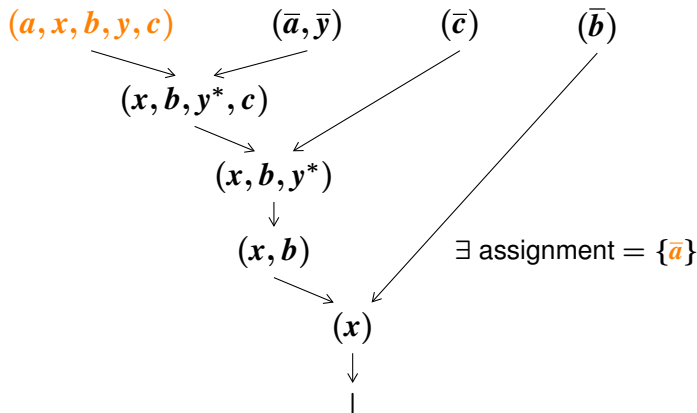 (a, x, b, y, c) (a̅, y̅) (c̅) (b̅)
(x, b, y*, c)
(x, b, y*)
(x, b) ∃ assignment = {a̅}
(x)